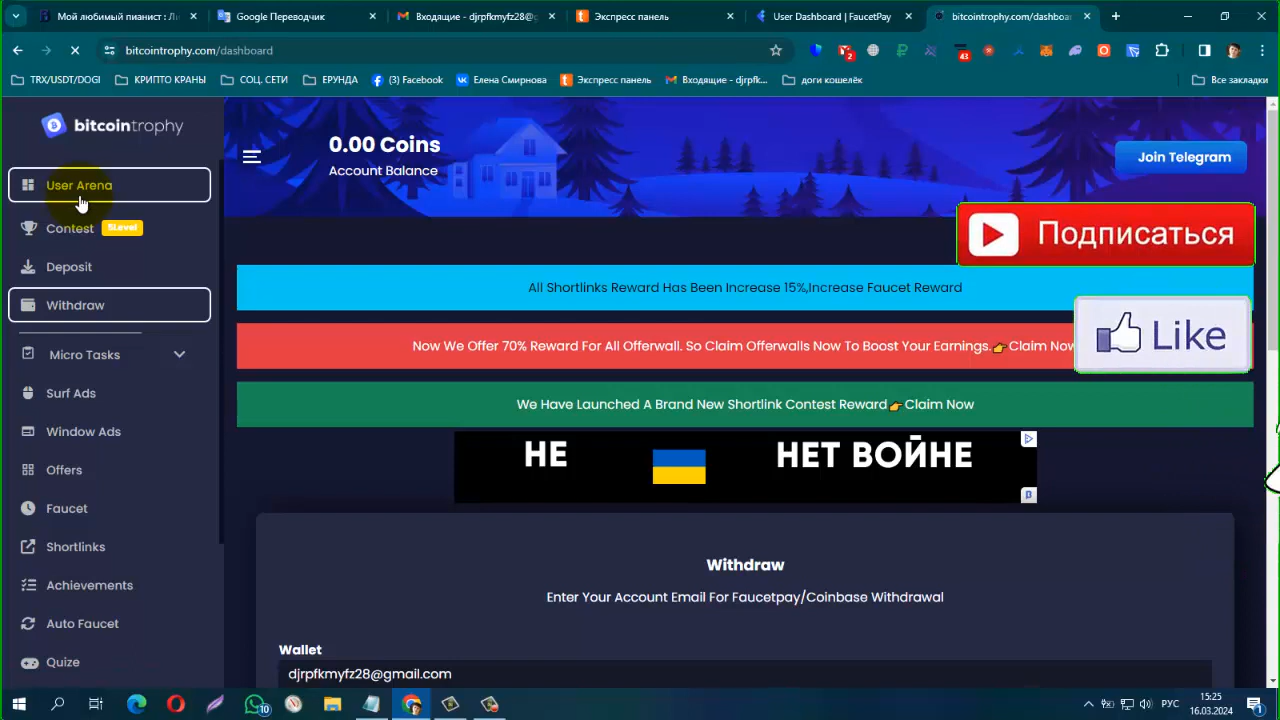 Мой любимый пианист : Ли
Google Переводчик
Входящие - djrpfkmyfz28@g
Экспресс панель
User Dashboard | FaucetPay
bitcointrophy.com/dashboa
bitcointrophy.com/dashboard
2
43
TRX/USDT/DOGI
КРИПТО КРАНЫ
СОЦ. СЕТИ
ЕРУНДА
(3) Facebook
Елена Смирнова
Экспресс панель
Входящие - djrpfk...
доги кошелёк
Все закладки
bitcointrophy
0.00 Coins
Account Balance
Join Telegram
User Arena
Contest
5Level
Deposit
Withdraw
Micro Tasks
Surf Ads
Window Ads
Offers
Faucet
Shortlinks
Achievements
Auto Faucet
Quize
Подписаться
All Shortlinks Reward Has Been Increase 15%,Increase Faucet Reward
Like
Now We Offer 70% Reward For All Offerwall. So Claim Offerwalls Now To Boost Your Earnings.👉Claim Now
We Have Launched A Brand New Shortlink Contest Reward👉Claim Now
НЕ НЕТ ВОЙНЕ
Withdraw
Enter Your Account Email For Faucetpay/Coinbase Withdrawal
Wallet
djrpfkmyfz28@gmail.com
10
РУС
15:25
16.03.2024
1